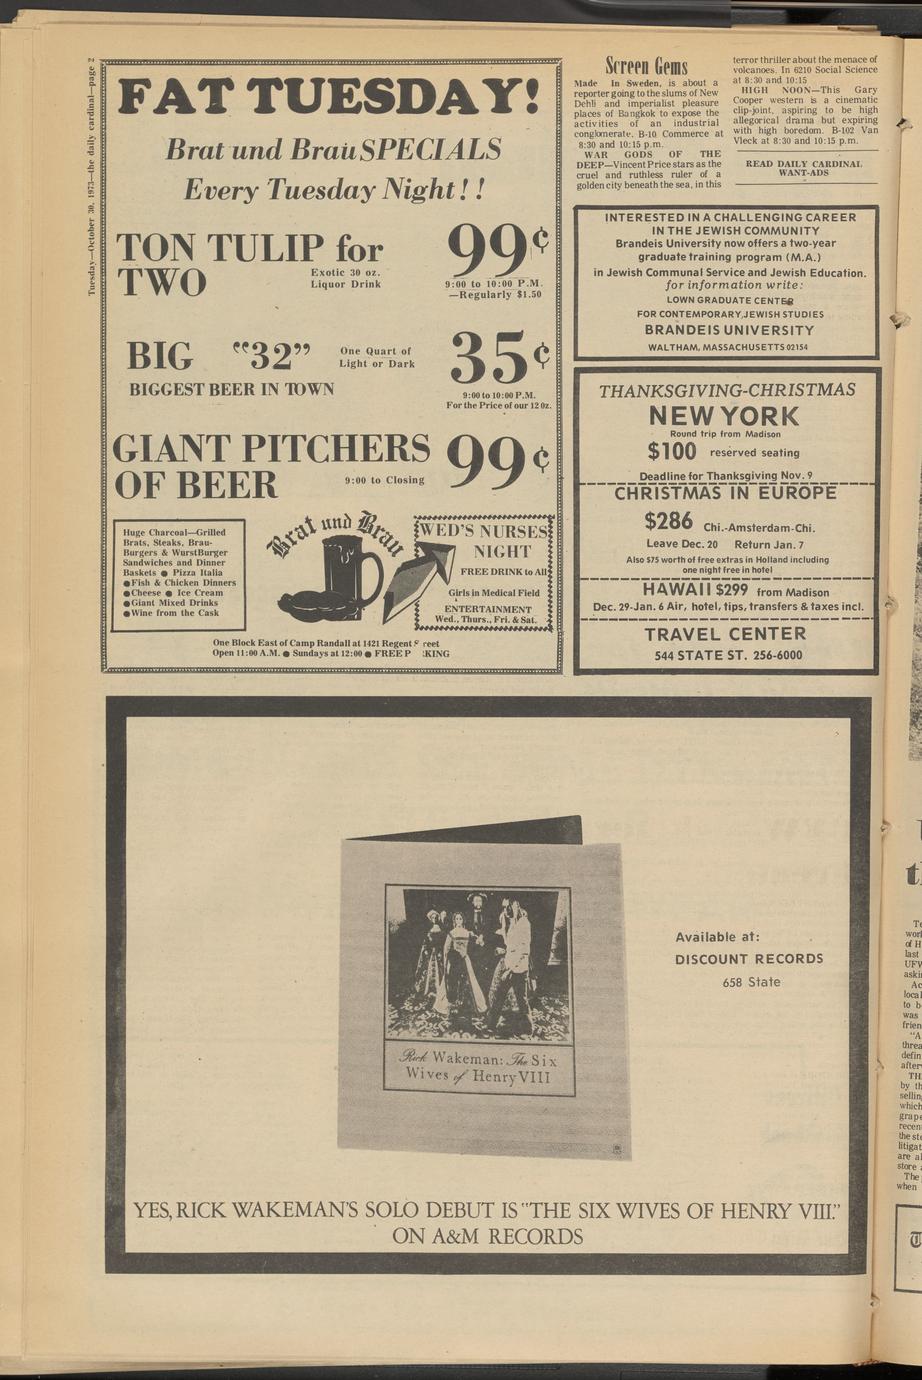 Tuesday—October 30, 1973—the daily cardinal—page 2
FAT TUESDAY!
Brat und Brau SPECIALS
Every Tuesday Night!!
TON TULIP for
TWO
Exotic 30 oz.
Liquor Drink
99¢
9:00 to 10:00 P.M.
—Regularly $1.50
BIG "32"
One Quart of
Light or Dark
BIGGEST BEER IN TOWN
35¢
9:00 to 10:00 P.M.
For the Price of our 12 0z.
GIANT PITCHERS
OF BEER
9:00 to Closing
99¢
Huge Charcoal—Grilled
Brats, Steaks, Brau-
Burgers & WurstBurger
Sandwiches and Dinner
Baskets ● Pizza Italia
●Fish & Chicken Dinners
●Cheese ● Ice Cream
●Giant Mixed Drinks
●Wine from the Cask
Brat und Brau
WED'S NURSES
NIGHT
FREE DRINK to All
Girls in Medical Field
ENTERTAINMENT
Wed., Thurs., Fri. & Sat.
One Block East of Camp Randall at 1421 Regent S reet
Open 11:00 A.M. ● Sundays at 12:00 ● FREE P KING
Screen Gems
Made In Sweden, is about a
reporter going to the slums of New
Dehli and imperialist pleasure
places of Bangkok to expose the
activities of an industrial
conglomerate. B-10 Commerce at
8:30 and 10:15 p.m.
WAR GODS OF THE
DEEP—Vincent Price stars as the
cruel and ruthless ruler of a
golden city beneath the sea, in this
terror thriller about the menace of
volcanoes. In 6210 Social Science
at 8:30 and 10:15
HIGH NOON—This Gary
Cooper western is a cinematic
clip-joint, aspiring to be high
allegorical drama but expiring
with high boredom. B-102 Van
Vleck at 8:30 and 10:15 p.m.
READ DAILY CARDINAL
WANT-ADS
INTERESTED IN A CHALLENGING CAREER
IN THE JEWISH COMMUNITY
Brandeis University now offers a two-year
graduate training program (M.A.)
in Jewish Communal Service and Jewish Education.
for information write:
LOWN GRADUATE CENTER
FOR CONTEMPORARY,JEWISH STUDIES
BRANDEIS UNIVERSITY
WALTHAM, MASSACHUSETTS 02154
THANKSGIVING-CHRISTMAS
NEW YORK
Round trip from Madison
$100 reserved seating
Deadline for Thanksgiving Nov. 9
CHRISTMAS IN EUROPE
$286 Chi.-Amsterdam-Chi.
Leave Dec. 20 Return Jan. 7
Also $75 worth of free extras in Holland including
one night free in hotel
HAWAII $299 from Madison
Dec. 29-Jan. 6 Air, hotel, tips, transfers & taxes incl.
TRAVEL CENTER
544 STATE ST. 256-6000
Rick Wakeman: The Six
Wives of Henry VIII
Available at:
DISCOUNT RECORDS
658 State
YES, RICK WAKEMAN'S SOLO DEBUT IS "THE SIX WIVES OF HENRY VIII."
ON A&M RECORDS